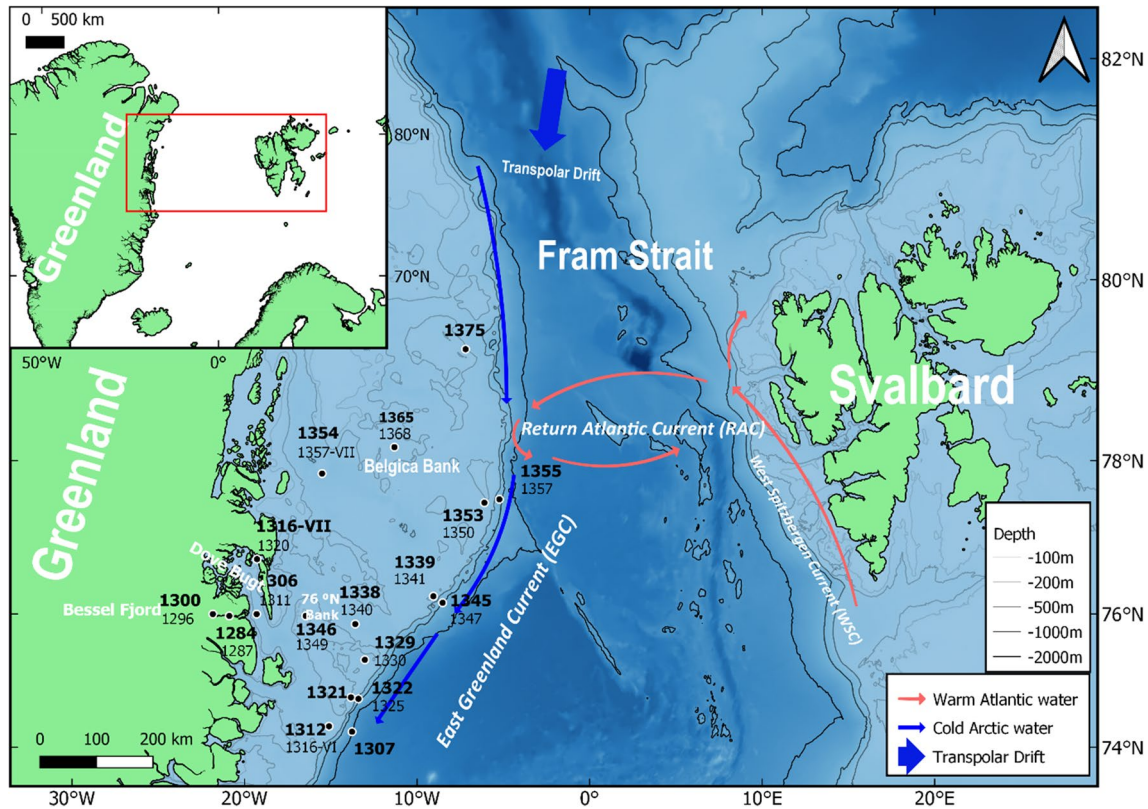 0 500 km
Greenland
50°W
0°
80°N
70°N
82°N
80°N
78°N
76°N
74°N
Transpolar Drift
Fram Strait
Svalbard
Greenland
1375
1365
1368
1354
1357-VII
Belgica Bank
Return Atlantic Current (RAC)
1355
1357
1353
1350
West Spitzbergen Current (WSC)
East Greenland Current (EGC)
1316-VII
1320
Dove Bugt
1306
1311
1339
1341
1338
1340
76 ºN
Bank
1346
1349
1345
1347
Bessel Fjord
1300
1296
1284
1287
1329
1330
1321
1322
1325
1312
1316-VI
1307
0 100 200 km
Depth
-100m
-200m
-500m
-1000m
-2000m
Warm Atlantic water
Cold Arctic water
Transpolar Drift
30°W
20°W
10°W
0°
10°E
20°E